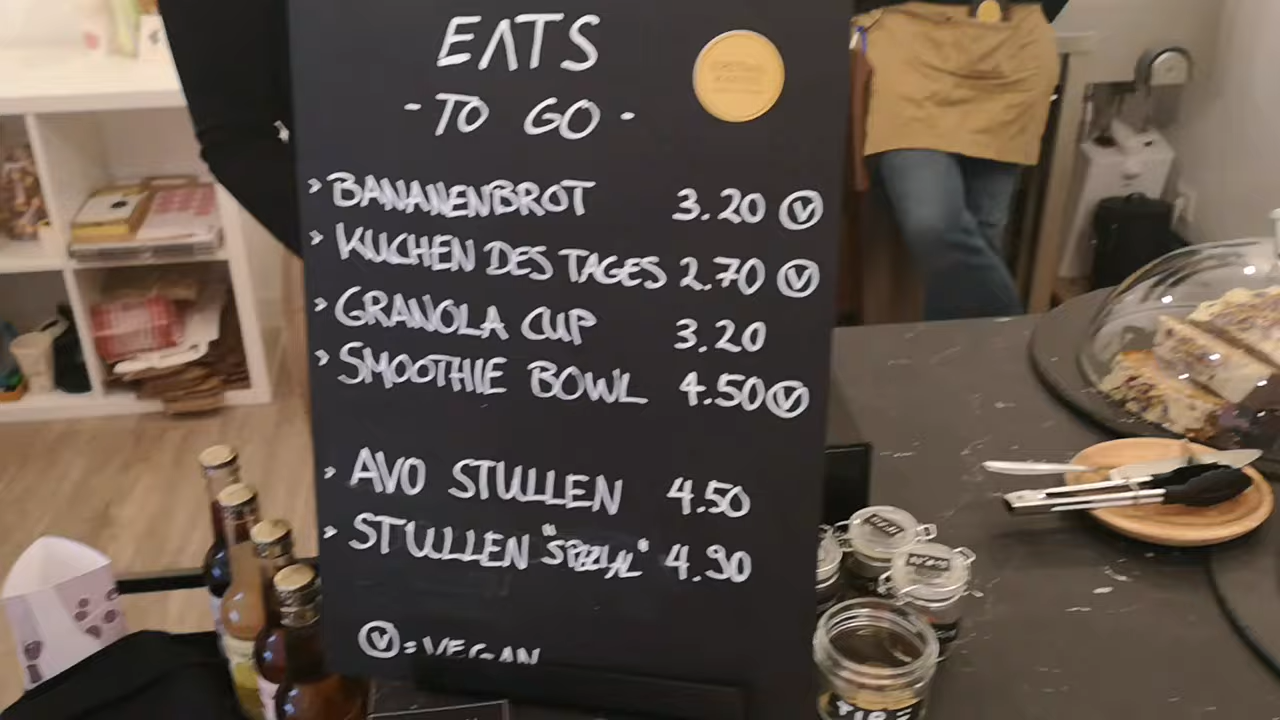 EATS
- TO GO -
> BANANENBROT 3.20 Ⓥ
> KUCHEN DES TAGES 2.70 Ⓥ
> GRANOLA CUP 3.20
> SMOOTHIE BOWL 4.50 Ⓥ
> AVO STULLEN 4.50
> STULLEN "SPEZIAL" 4.90
Ⓥ = VEGAN